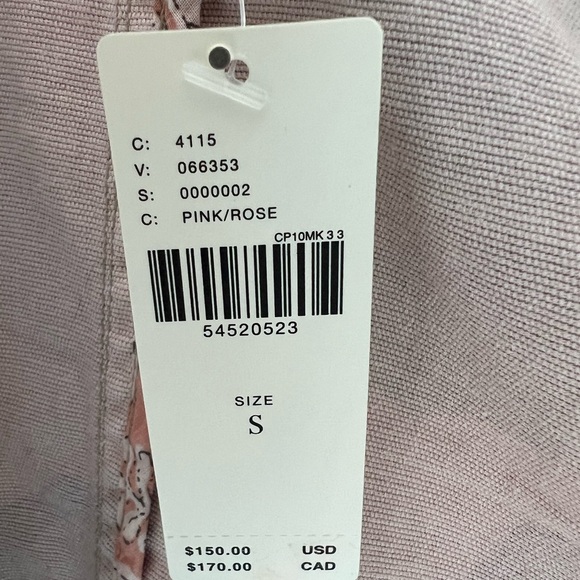 C: 4115
V: 066353
S: 0000002
C: PINK/ROSE
CP10MK 3 3
54520523
SIZE
S
$150.00 USD
$170.00 CAD